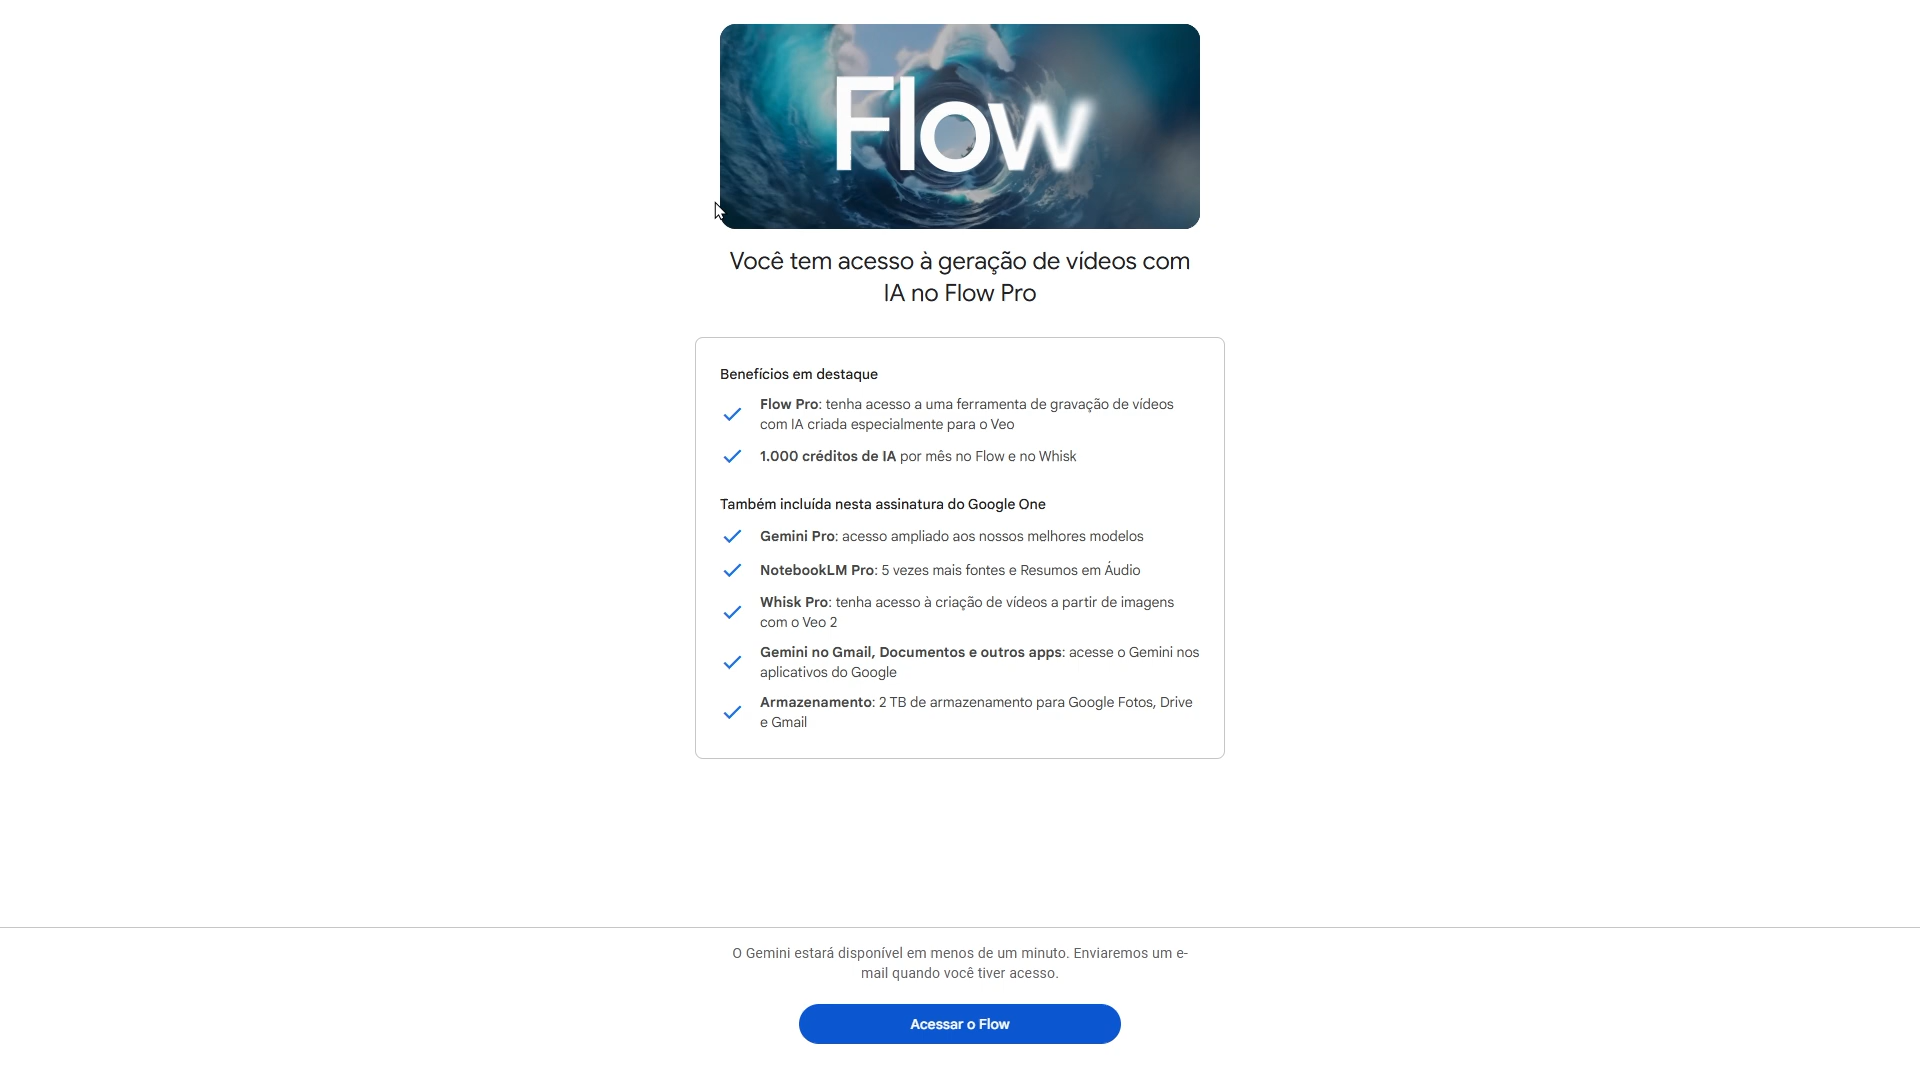 Flow
Você tem acesso à geração de vídeos com
IA no Flow Pro
Benefícios em destaque
Flow Pro: tenha acesso a uma ferramenta de gravação de vídeos
com IA criada especialmente para o Veo
1.000 créditos de IA por mês no Flow e no Whisk
Também incluída nesta assinatura do Google One
Gemini Pro: acesso ampliado aos nossos melhores modelos
NotebookLM Pro: 5 vezes mais fontes e Resumos em Áudio
Whisk Pro: tenha acesso à criação de vídeos a partir de imagens
com o Veo 2
Gemini no Gmail, Documentos e outros apps: acesse o Gemini nos
aplicativos do Google
Armazenamento: 2 TB de armazenamento para Google Fotos, Drive
e Gmail
O Gemini estará disponível em menos de um minuto. Enviaremos um e-
mail quando você tiver acesso.
Acessar o Flow